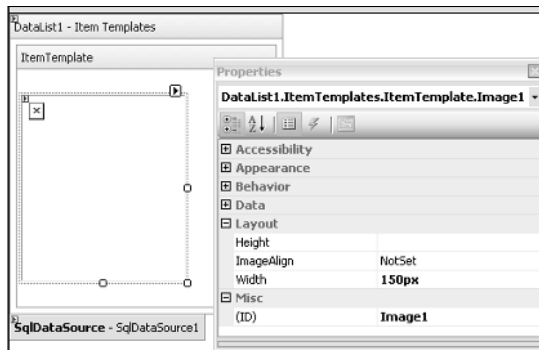 DataList1 - Item Templates
ItemTemplate
SqlDataSource - SqlDataSource1
Properties
DataList1.ItemTemplates.ItemTemplate.Image1
Accessibility
Appearance
Behavior
Data
Layout
Height
ImageAlign NotSet
Width 150px
Misc
(ID) Image1